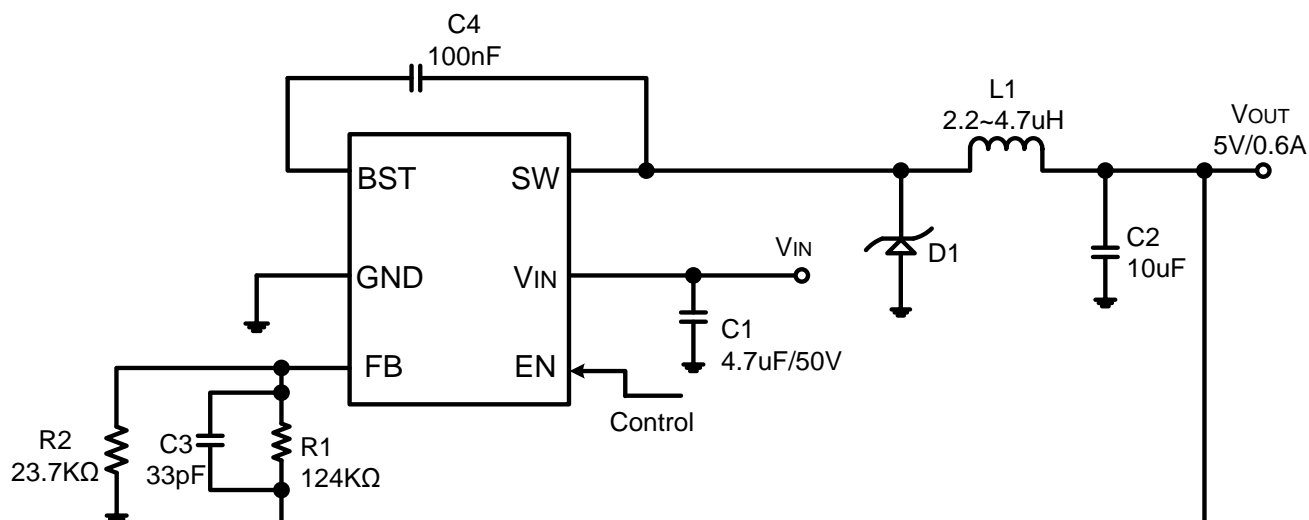 C4
100nF
L1
2.2~4.7uH
VOUT
5V/0.6A
BST
SW
VIN
D1
C2
10uF
GND
VIN
C1
4.7uF/50V
FB
EN
Control
R2
23.7KΩ
C3
33pF
R1
124KΩ